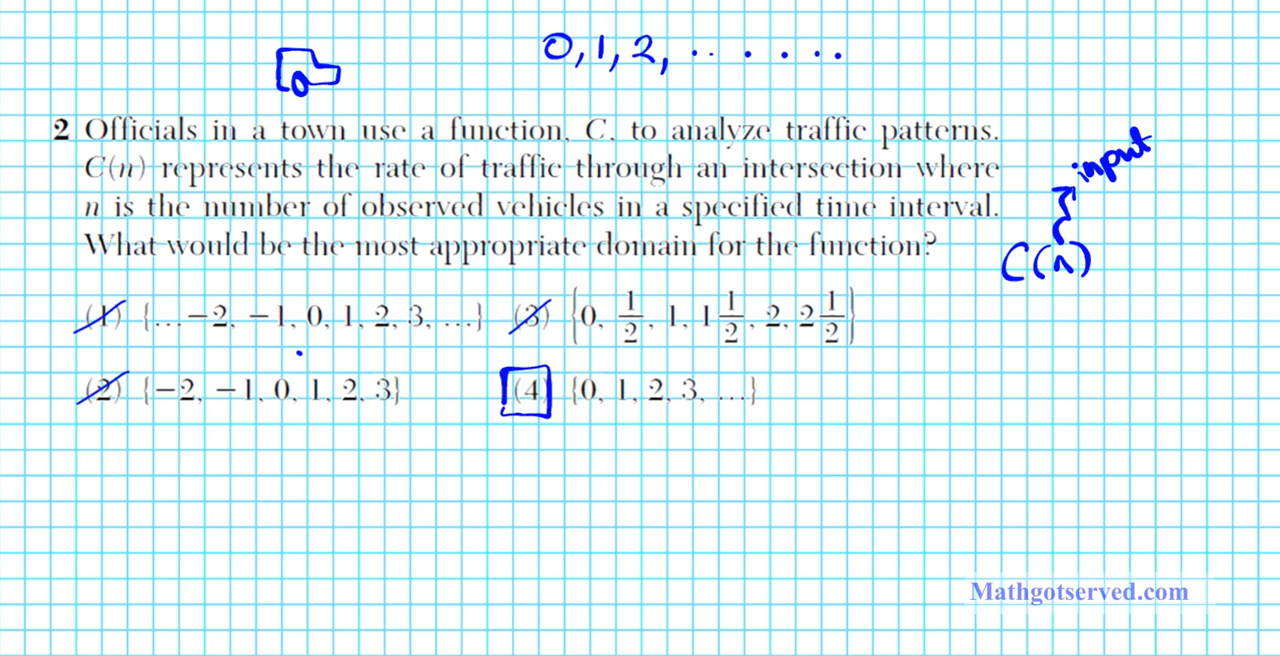 0, 1, 2, .......
2 Officials in a town use a function, C, to analyze traffic patterns.
C(n) represents the rate of traffic through an intersection where
n is the number of observed vehicles in a specified time interval.
What would be the most appropriate domain for the function?
input
C(n)
(1) {...−2, −1, 0, 1, 2, 3, ...} (3) {0, 1/2, 1, 1 1/2, 2, 2 1/2}
(2) {−2, −1, 0, 1, 2, 3} (4) {0, 1, 2, 3, ...}
Mathgotserved.com